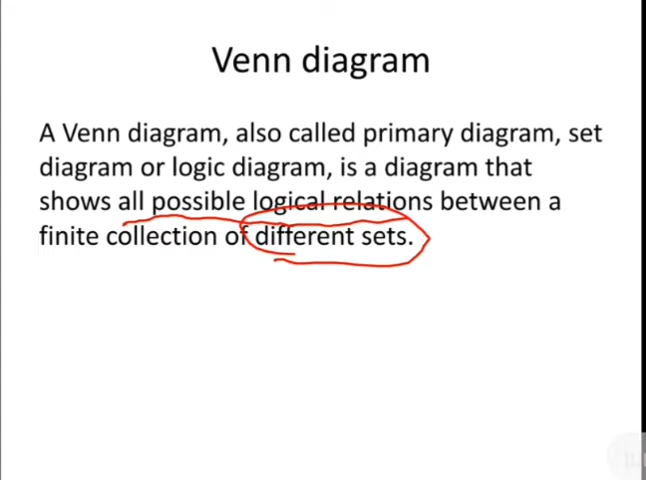 Venn diagram
A Venn diagram, also called primary diagram, set
diagram or logic diagram, is a diagram that
shows all possible logical relations between a
finite collection of different sets.